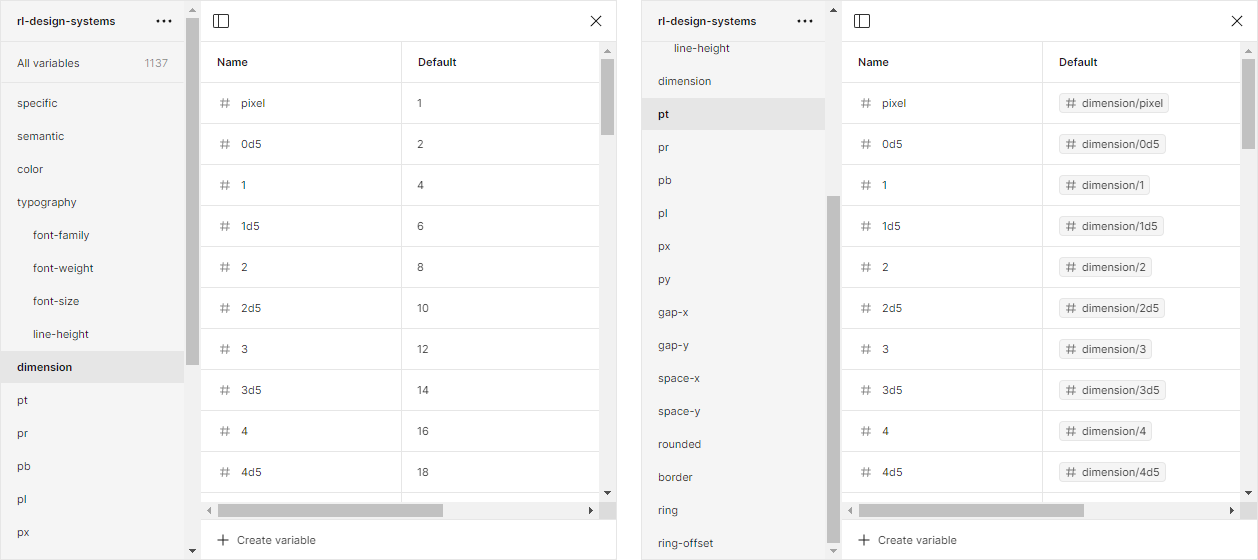 rl-design-systems
All variables 1137
specific
semantic
color
typography
font-family
font-weight
font-size
line-height
dimension
pt
pr
pb
pl
px
Name Default
pixel 1
0d5 2
1 4
1d5 6
2 8
2d5 10
3 12
3d5 14
4 16
4d5 18
Create variable
rl-design-systems
line-height
dimension
pt
pr
pb
pl
px
py
gap-x
gap-y
space-x
space-y
rounded
border
ring
ring-offset
Name Default
pixel dimension/pixel
0d5 dimension/0d5
1 dimension/1
1d5 dimension/1d5
2 dimension/2
2d5 dimension/2d5
3 dimension/3
3d5 dimension/3d5
4 dimension/4
4d5 dimension/4d5
Create variable